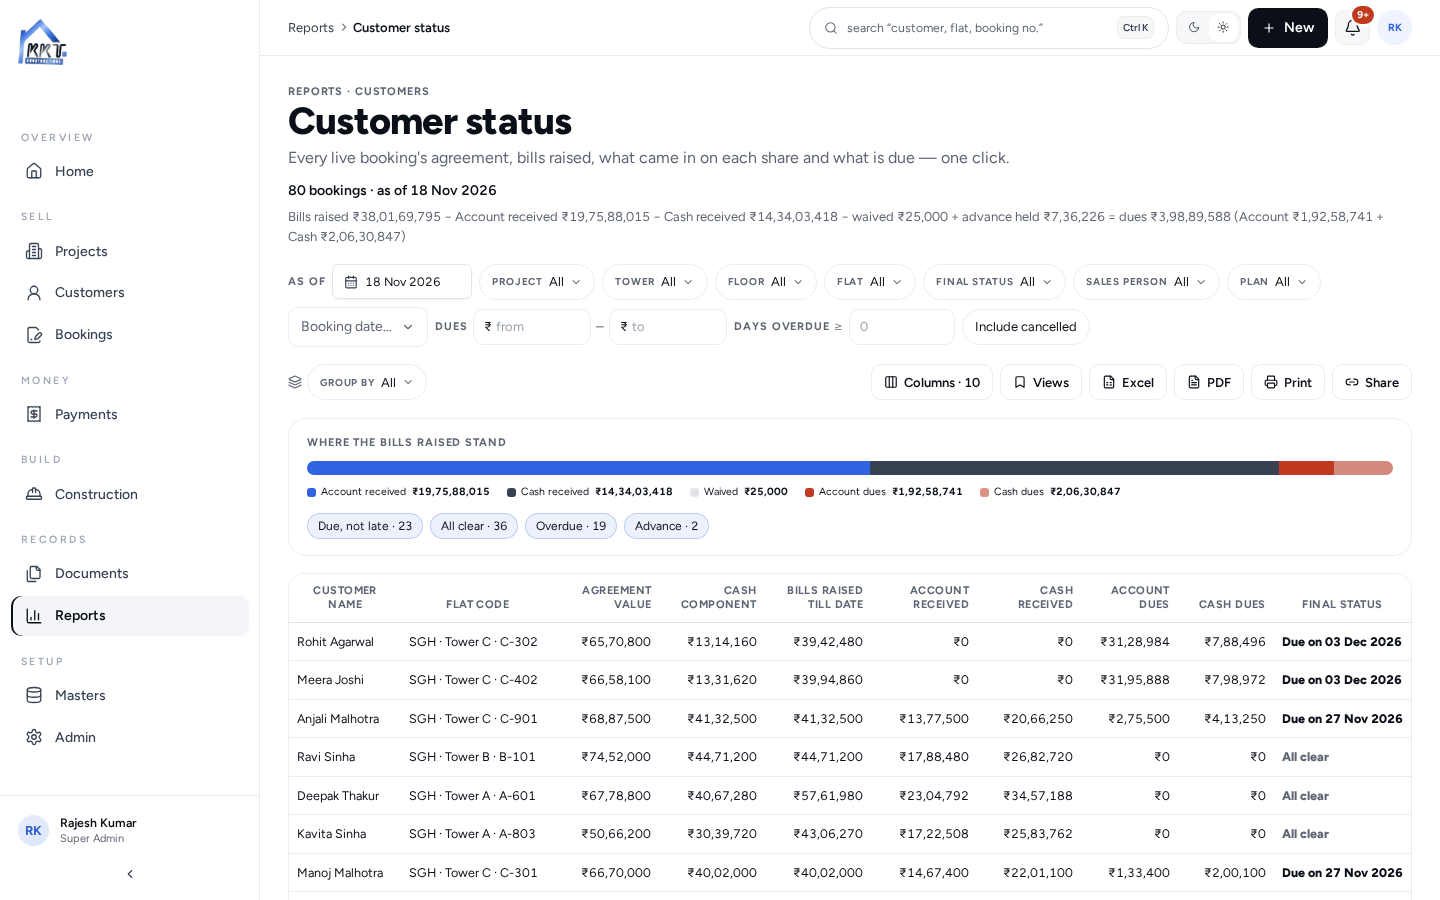 RKT
CONSTRUCTIONS
OVERVIEW
Home
SELL
Projects
Customers
Bookings
MONEY
Payments
BUILD
Construction
RECORDS
Documents
Reports
SETUP
Masters
Admin
RK
Rajesh Kumar
Super Admin
Reports > Customer status
search “customer, flat, booking no.”
Ctrl K
+ New
9+
RK
REPORTS · CUSTOMERS
Customer status
Every live booking's agreement, bills raised, what came in on each share and what is due — one click.
80 bookings · as of 18 Nov 2026
Bills raised ₹38,01,69,795 − Account received ₹19,75,88,015 − Cash received ₹14,34,03,418 − waived ₹25,000 + advance held ₹7,36,226 = dues ₹3,98,89,588 (Account ₹1,92,58,741 +
Cash ₹2,06,30,847)
AS OF 18 Nov 2026 PROJECT All TOWER All FLOOR All FLAT All FINAL STATUS All SALES PERSON All PLAN All
Booking date... DUES ₹ from – ₹ to DAYS OVERDUE ≥ 0 Include cancelled
GROUP BY All Columns · 10 Views Excel PDF Print Share
WHERE THE BILLS RAISED STAND
Account received ₹19,75,88,015 Cash received ₹14,34,03,418 Waived ₹25,000 Account dues ₹1,92,58,741 Cash dues ₹2,06,30,847
Due, not late · 23 All clear · 36 Overdue · 19 Advance · 2
CUSTOMER NAME FLAT CODE AGREEMENT VALUE CASH COMPONENT BILLS RAISED TILL DATE ACCOUNT RECEIVED CASH RECEIVED ACCOUNT DUES CASH DUES FINAL STATUS
Rohit Agarwal SGH · Tower C · C-302 ₹65,70,800 ₹13,14,160 ₹39,42,480 ₹0 ₹0 ₹31,28,984 ₹7,88,496 Due on 03 Dec 2026
Meera Joshi SGH · Tower C · C-402 ₹66,58,100 ₹13,31,620 ₹39,94,860 ₹0 ₹0 ₹31,95,888 ₹7,98,972 Due on 03 Dec 2026
Anjali Malhotra SGH · Tower C · C-901 ₹68,87,500 ₹41,32,500 ₹41,32,500 ₹13,77,500 ₹20,66,250 ₹2,75,500 ₹4,13,250 Due on 27 Nov 2026
Ravi Sinha SGH · Tower B · B-101 ₹74,52,000 ₹44,71,200 ₹44,71,200 ₹17,88,480 ₹26,82,720 ₹0 ₹0 All clear
Deepak Thakur SGH · Tower A · A-601 ₹67,78,800 ₹40,67,280 ₹57,61,980 ₹23,04,792 ₹34,57,188 ₹0 ₹0 All clear
Kavita Sinha SGH · Tower A · A-803 ₹50,66,200 ₹30,39,720 ₹43,06,270 ₹17,22,508 ₹25,83,762 ₹0 ₹0 All clear
Manoj Malhotra SGH · Tower C · C-301 ₹66,70,000 ₹40,02,000 ₹40,02,000 ₹14,67,400 ₹22,01,100 ₹1,33,400 ₹2,00,100 Due on 27 Nov 2026